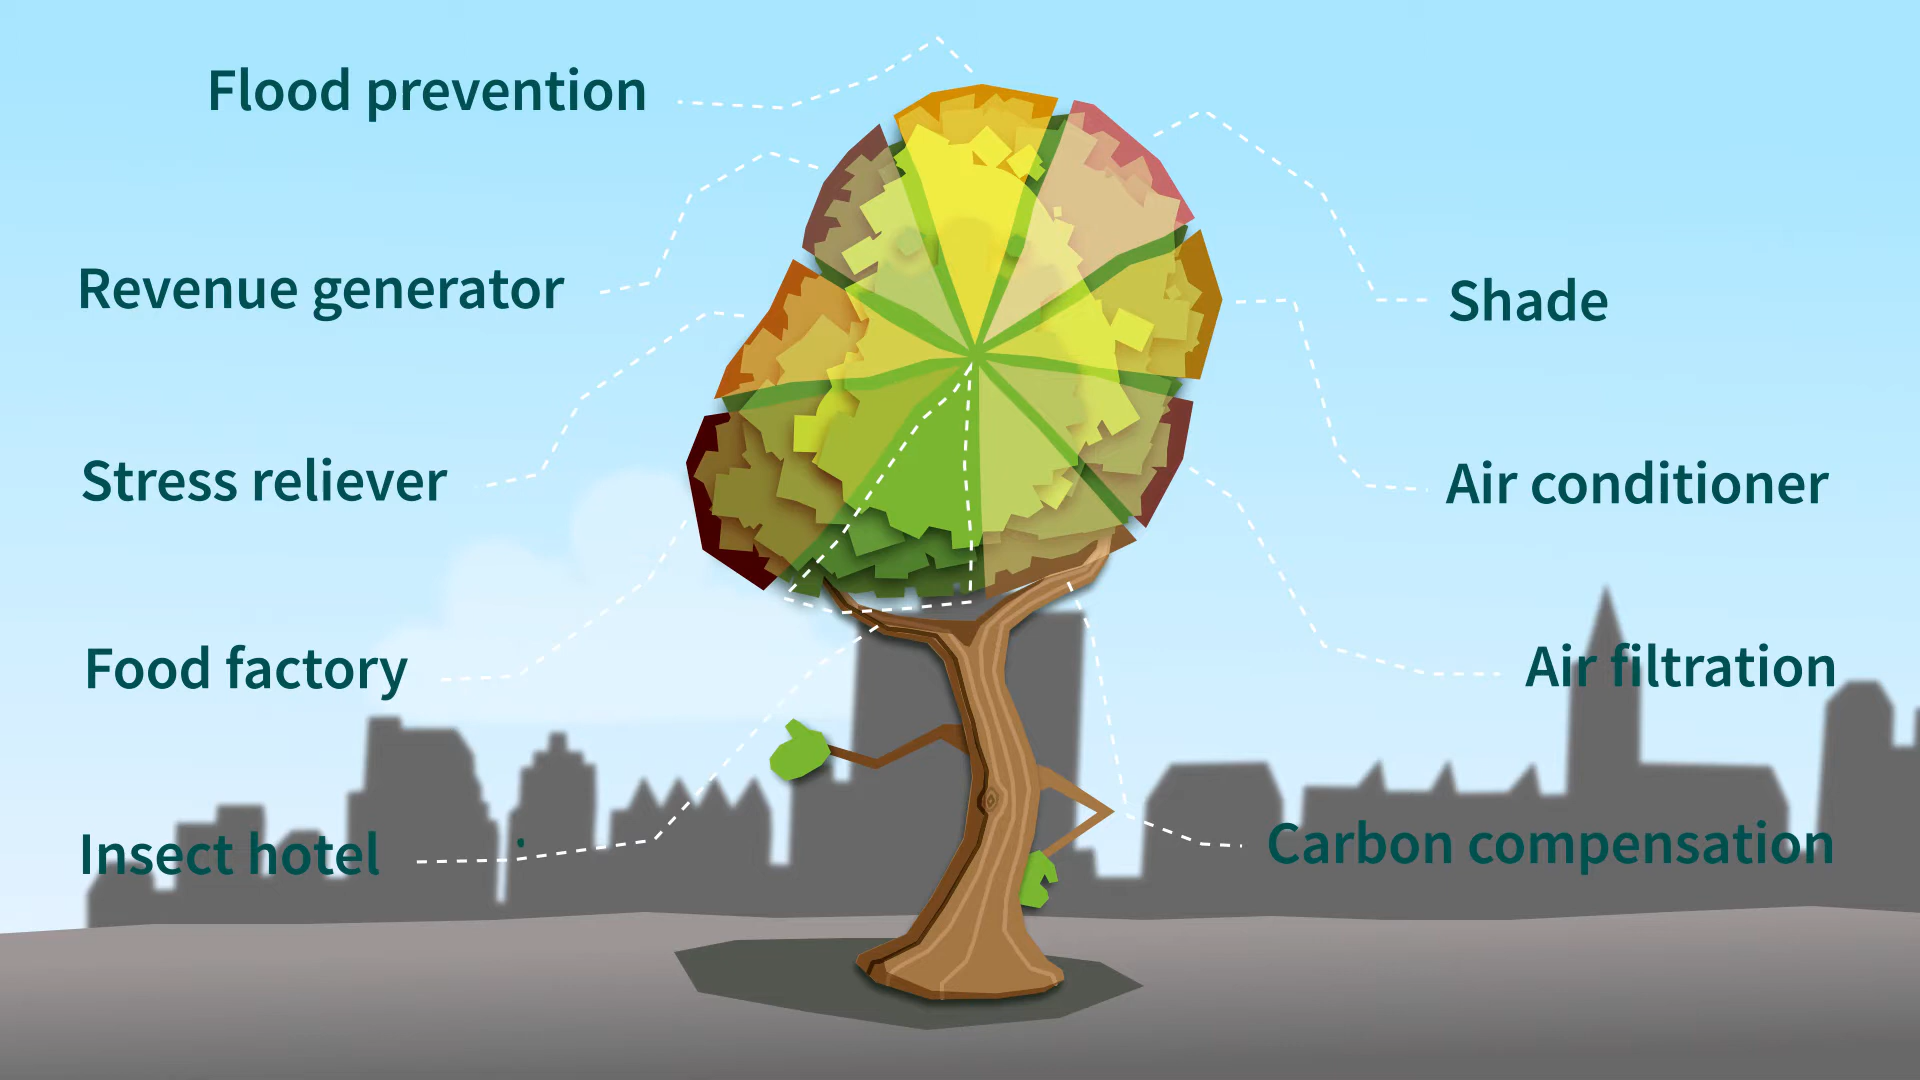 Flood prevention
Revenue generator
Stress reliever
Food factory
Insect hotel
Shade
Air conditioner
Air filtration
Carbon compensation